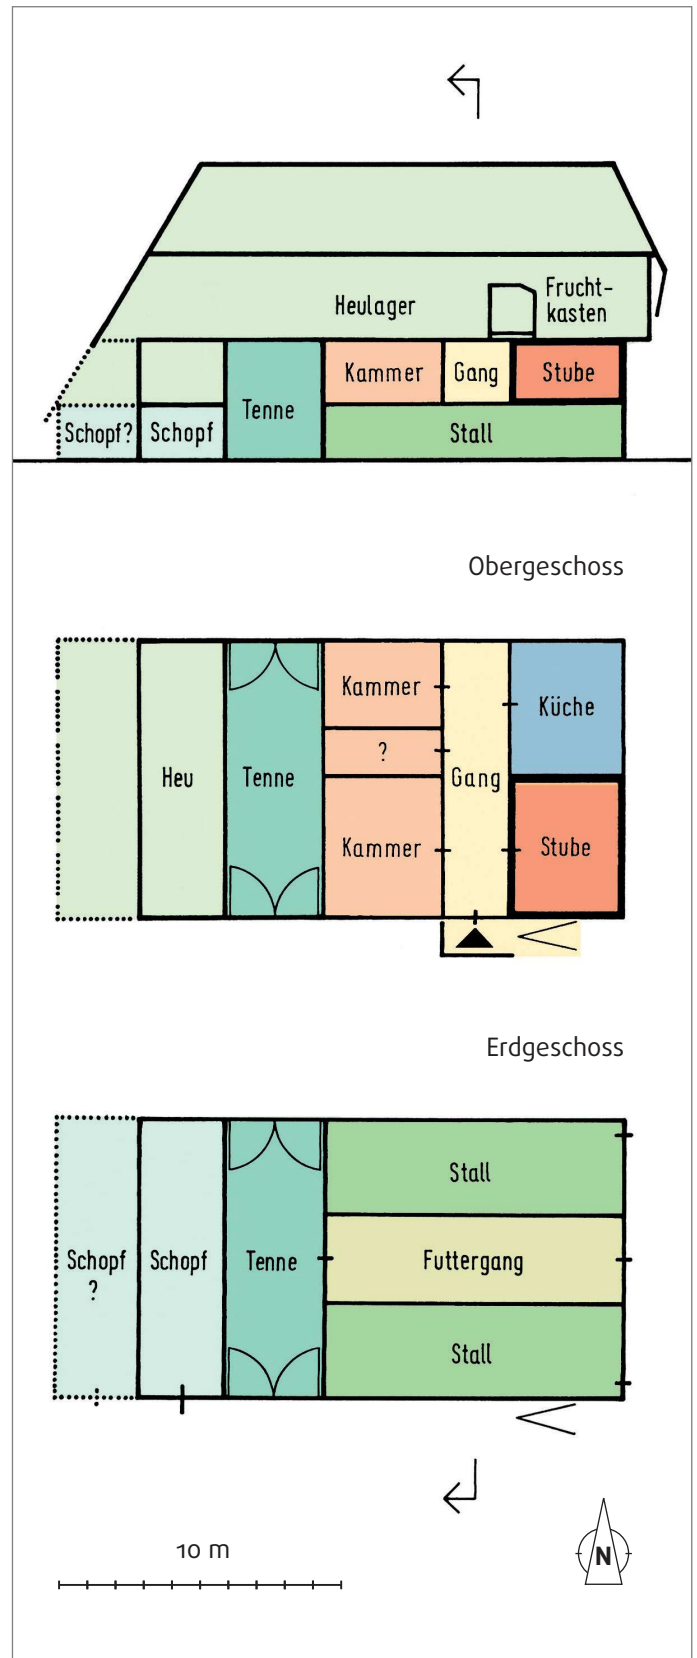 Frucht-
kasten
Heulager
Kammer Gang Stube
Tenne
Schopf? Schopf Stall
Obergeschoss
Kammer
Küche
?
Heu Tenne Gang
Kammer Stube
Erdgeschoss
Stall
Schopf
?
Schopf Tenne Futtergang
Stall
10 m
N